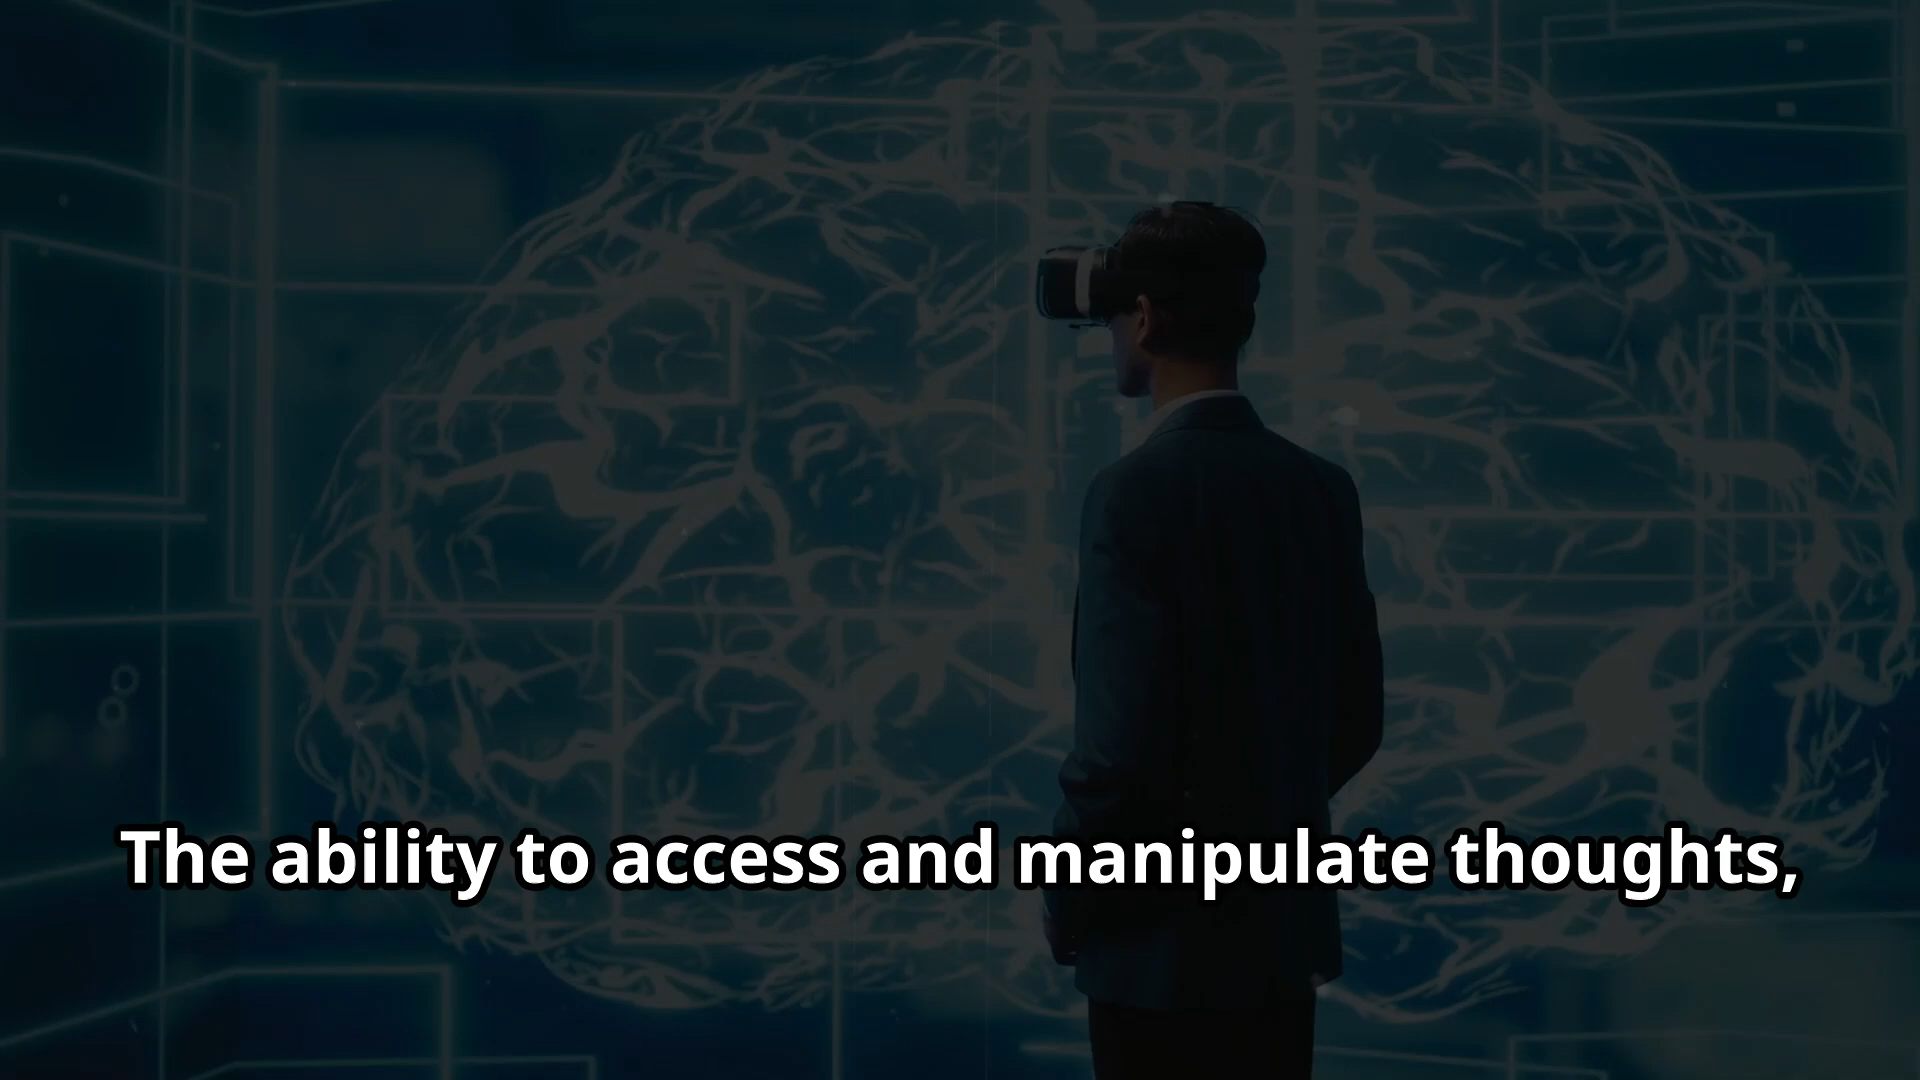 The ability to access and manipulate thoughts,